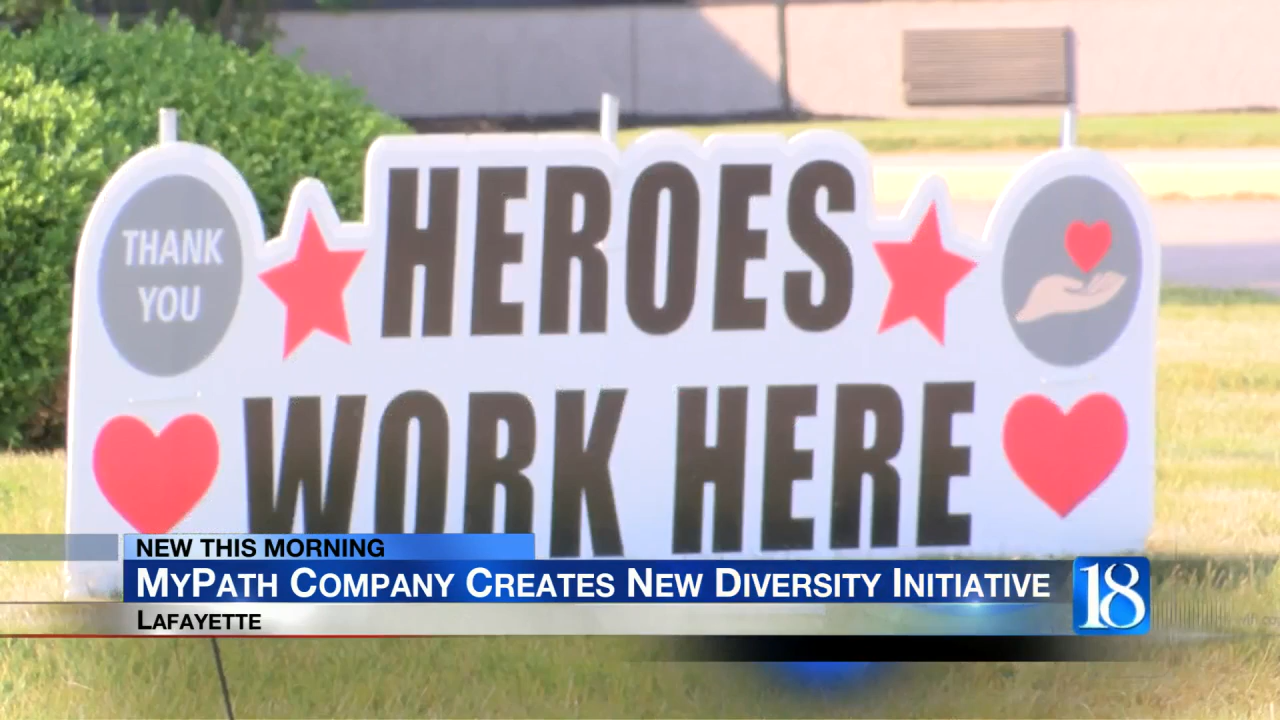 THANK
YOU
HEROES
WORK HERE
NEW THIS MORNING
MYPATH COMPANY CREATES NEW DIVERSITY INITIATIVE
LAFAYETTE
18